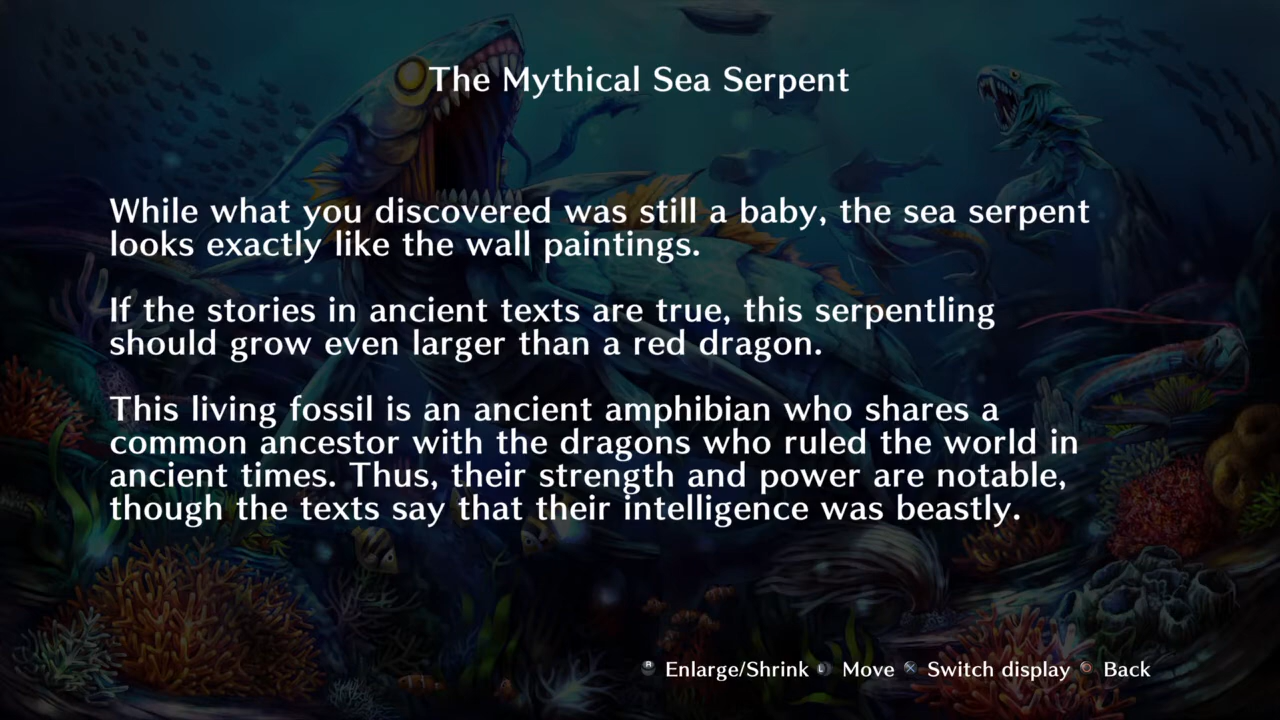 The Mythical Sea Serpent
While what you discovered was still a baby, the sea serpent
looks exactly like the wall paintings.
If the stories in ancient texts are true, this serpentling
should grow even larger than a red dragon.
This living fossil is an ancient amphibian who shares a
common ancestor with the dragons who ruled the world in
ancient times. Thus, their strength and power are notable,
though the texts say that their intelligence was beastly.
R Enlarge/Shrink L Move Switch display Back